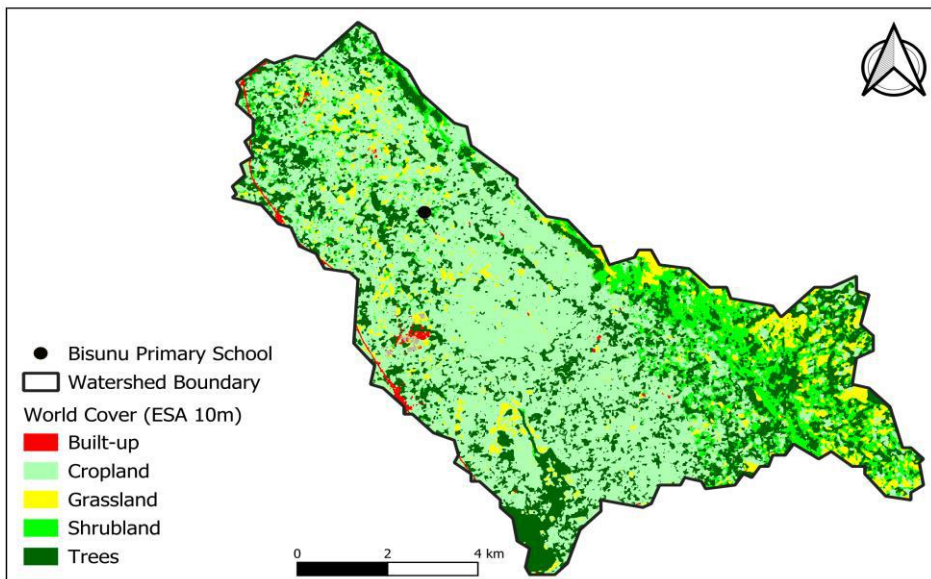 Bisunu Primary School
Watershed Boundary
World Cover (ESA 10m)
Built-up
Cropland
Grassland
Shrubland
Trees
0 2 4 km